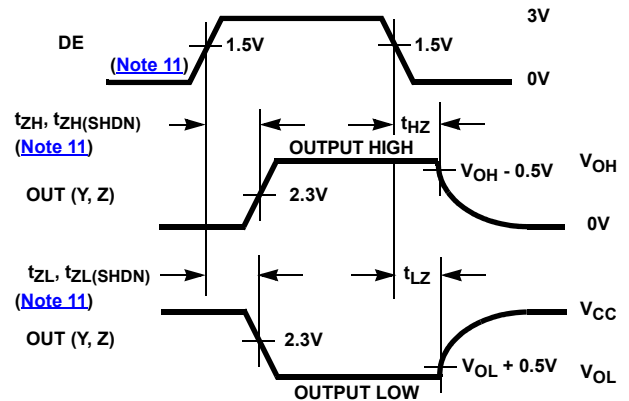 3V
DE
1.5V
1.5V
(Note 11)
0V
tZH, tZH(SHDN)
tHZ
(Note 11)
OUTPUT HIGH
VOH - 0.5V
VOH
OUT (Y, Z)
2.3V
0V
tZL, tZL(SHDN)
tLZ
(Note 11)
VCC
OUT (Y, Z)
2.3V
VOL + 0.5V
VOL
OUTPUT LOW